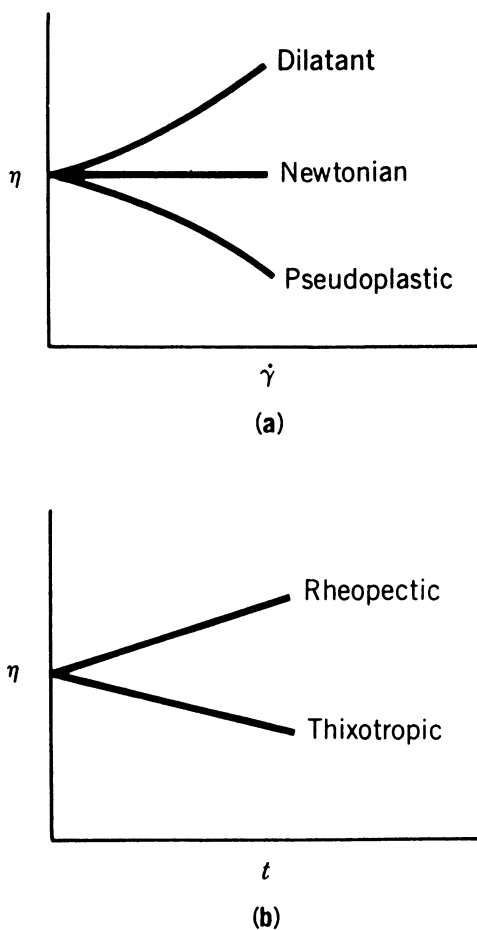 Dilatant
η
Newtonian
Pseudoplastic
γ̇
(a)
Rheopectic
η
Thixotropic
t
(b)